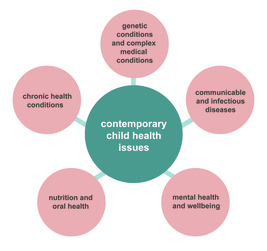 genetic
conditions
and complex
medical
conditions
chronic health
conditions
communicable
and infectious
diseases
contemporary
child health
issues
nutrition and
oral health
mental health
and wellbeing